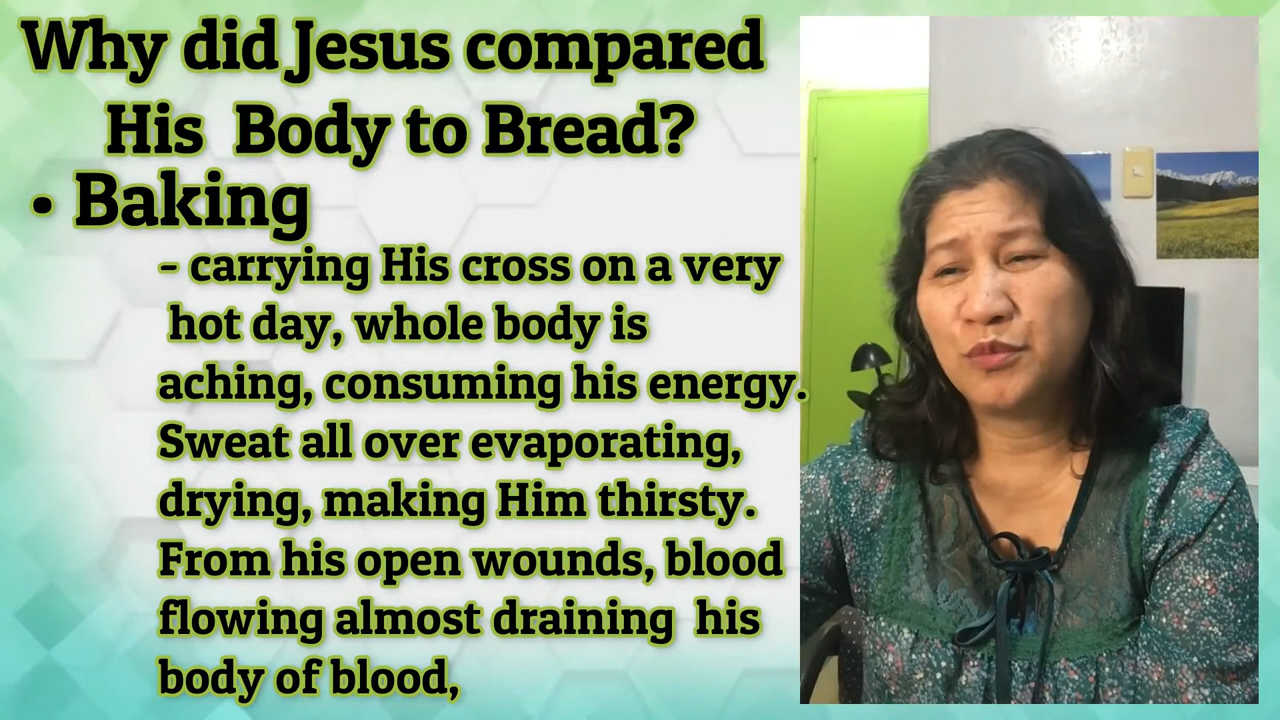 Why did Jesus compared
His Body to Bread?
• Baking
- carrying His cross on a very
hot day, whole body is
aching, consuming his energy.
Sweat all over evaporating,
drying, making Him thirsty.
From his open wounds, blood
flowing almost draining his
body of blood,